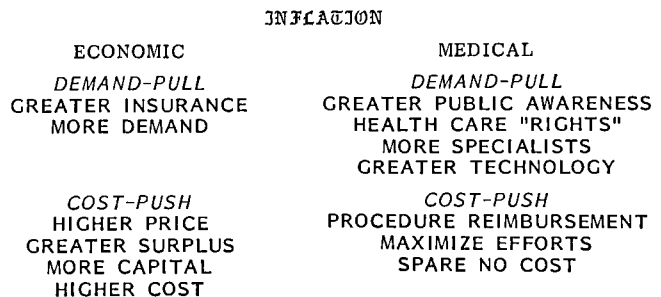 INFLATION
ECONOMIC
DEMAND-PULL
GREATER INSURANCE
MORE DEMAND
COST-PUSH
HIGHER PRICE
GREATER SURPLUS
MORE CAPITAL
HIGHER COST
MEDICAL
DEMAND-PULL
GREATER PUBLIC AWARENESS
HEALTH CARE "RIGHTS"
MORE SPECIALISTS
GREATER TECHNOLOGY
COST-PUSH
PROCEDURE REIMBURSEMENT
MAXIMIZE EFFORTS
SPARE NO COST